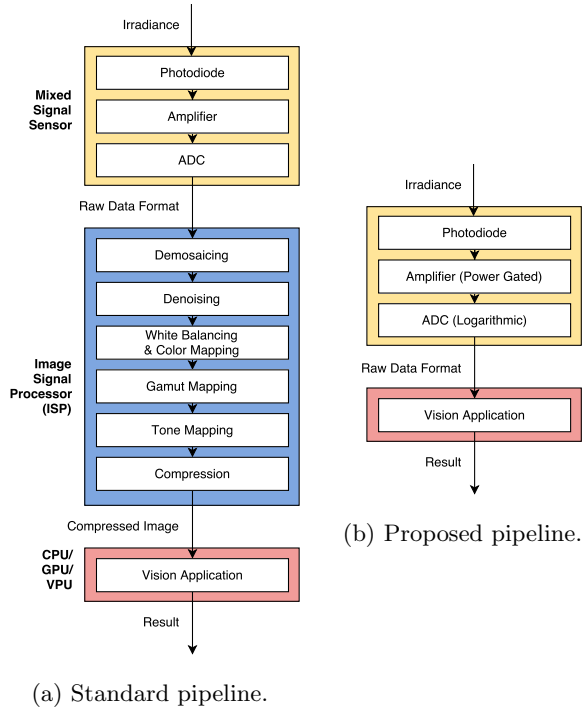 Irradiance
Mixed
Signal
Sensor
Photodiode
Amplifier
ADC
Raw Data Format
Image
Signal
Processor
(ISP)
Demosaicing
Denoising
White Balancing
& Color Mapping
Gamut Mapping
Tone Mapping
Compression
Compressed Image
CPU/
GPU/
VPU
Vision Application
Result
(a) Standard pipeline.
Irradiance
Photodiode
Amplifier (Power Gated)
ADC (Logarithmic)
Raw Data Format
Vision Application
Result
(b) Proposed pipeline.